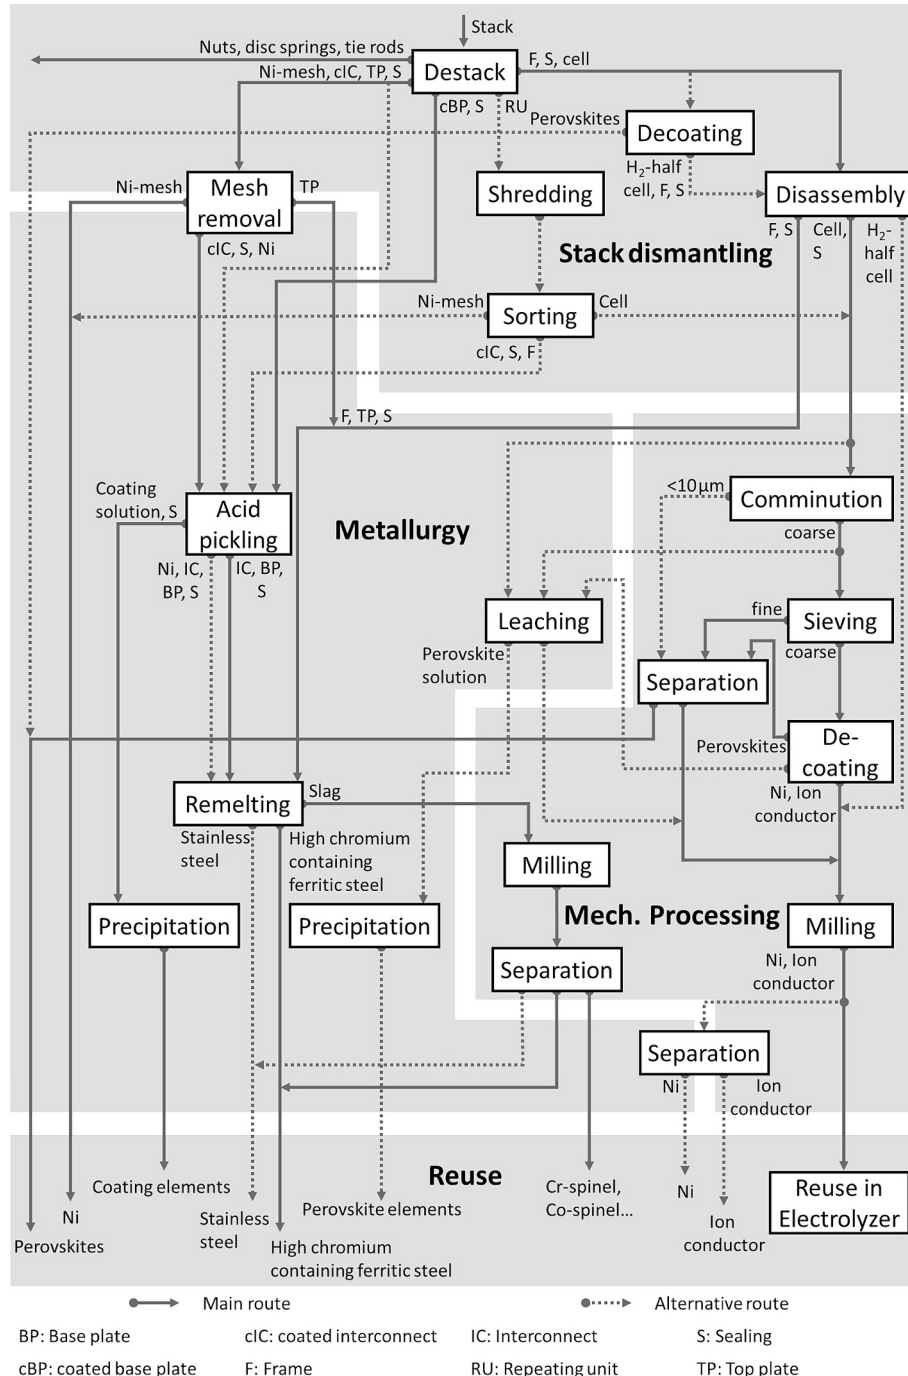 Stack
Nuts, disc springs, tie rods
Destack
F, S, cell
Ni-mesh, cIC, TP, S
cBP, S
RU
Perovskites
Decoating
H₂-half
cell, F, S
Ni-mesh
Mesh
removal
TP
Shredding
Disassembly
cIC, S, Ni
F, S
Cell,
S
H₂-
half
cell
Stack dismantling
Ni-mesh
Sorting
Cell
cIC, S, F
F, TP, S
Coating
solution, S
Acid
pickling
Metallurgy
<10 µm
Comminution
coarse
Ni, IC,
BP, S
IC, BP,
S
Leaching
fine
Sieving
coarse
Perovskite
solution
Separation
Perovskites
De-
coating
Ni, Ion
conductor
Remelting
Slag
Stainless
steel
High chromium
containing
ferritic steel
Milling
Precipitation
Precipitation
Mech. Processing
Milling
Separation
Ni, Ion
conductor
Separation
Ni
Ion
conductor
Reuse
Coating elements
Ni
Perovskites
Stainless
steel
High chromium
containing ferritic steel
Perovskite elements
Cr-spinel,
Co-spinel...
Ni
Ion
conductor
Reuse in
Electrolyzer
Main route
Alternative route
BP: Base plate
cIC: coated interconnect
IC: Interconnect
S: Sealing
cBP: coated base plate
F: Frame
RU: Repeating unit
TP: Top plate